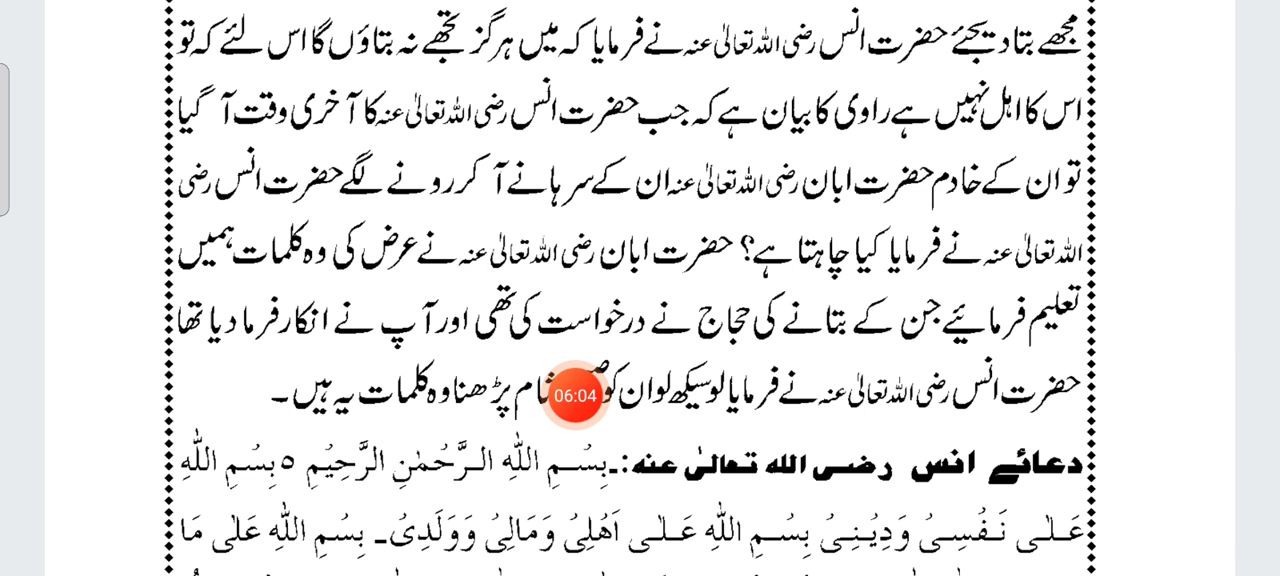 مجھے بتا دیجئے حضرت انس رضی اللہ تعالیٰ عنہ نے فرمایا کہ میں ہرگز تجھے نہ بتاؤں گا اس لئے کہ تو
اس کا اہل نہیں ہے راوی کا بیان ہے کہ جب حضرت انس رضی اللہ تعالیٰ عنہ کا آخری وقت آ گیا
تو ان کے خادم حضرت ابان رضی اللہ تعالیٰ عنہ ان کے سرہانے آ کر رونے لگے حضرت انس رضی
اللہ تعالیٰ عنہ نے فرمایا کیا چاہتا ہے؟ حضرت ابان رضی اللہ تعالیٰ عنہ نے عرض کی وہ کلمات ہمیں
تعلیم فرمائیے جن کے بتانے کی حجاج نے درخواست کی تھی اور آپ نے انکار فرما دیا تھا
حضرت انس رضی اللہ تعالیٰ عنہ نے فرمایا لو سیکھ لو ان کو پڑھنا وہ کلمات یہ ہیں۔
06:04
دعائے انس رضی اللہ تعالیٰ عنہ:۔ بِسْمِ اللّٰہِ الرَّحْمٰنِ الرَّحِیْمِ ٥ بِسْمِ اللّٰہِ
عَلٰی نَفْسِیْ وَدِیْنِیْ بِسْمِ اللّٰہِ عَلٰی اَھْلِیْ وَمَالِیْ وَوَلَدِیْ۔ بِسْمِ اللّٰہِ عَلٰی مَا